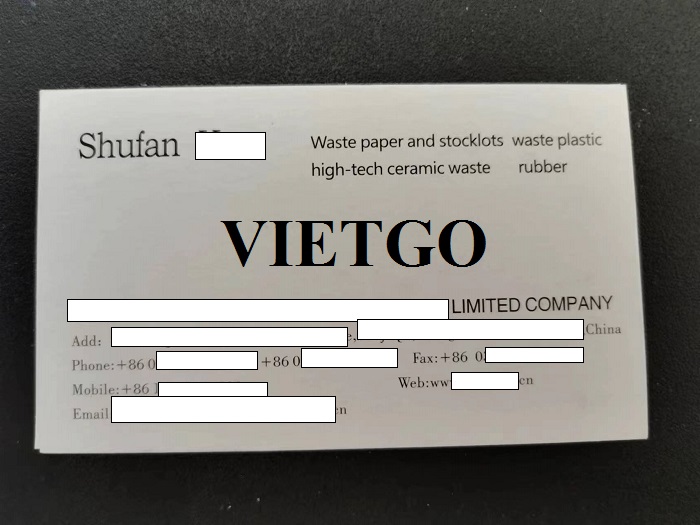 Shufan
Waste paper and stocklots waste plastic
high-tech ceramic waste rubber
VIETGO
LIMITED COMPANY
Add: China
Phone:+86 0 +86 0 Fax:+86 0
Mobile:+86 1 Web:ww cn
Email n